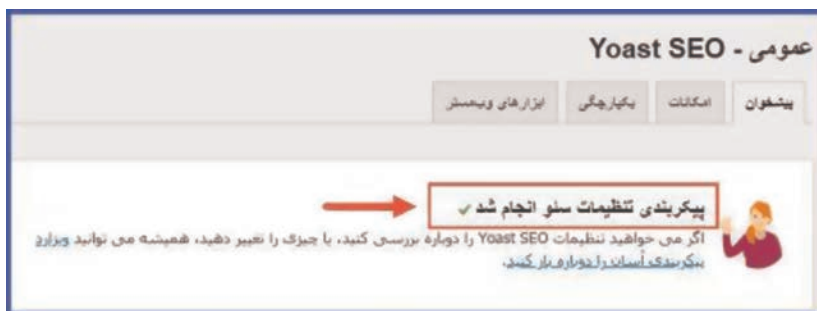 عمومی - Yoast SEO
پیشخوان امکانات یکپارچگی ابزارهای وبمستر
پیکربندی تنظیمات سئو انجام شد ✓
اگر می خواهید تنظیمات Yoast SEO را دوباره بررسی کنید، یا چیزی را تغییر دهید، همیشه می توانید ویزارد
پیکربندی آسان را دوباره باز کنید.